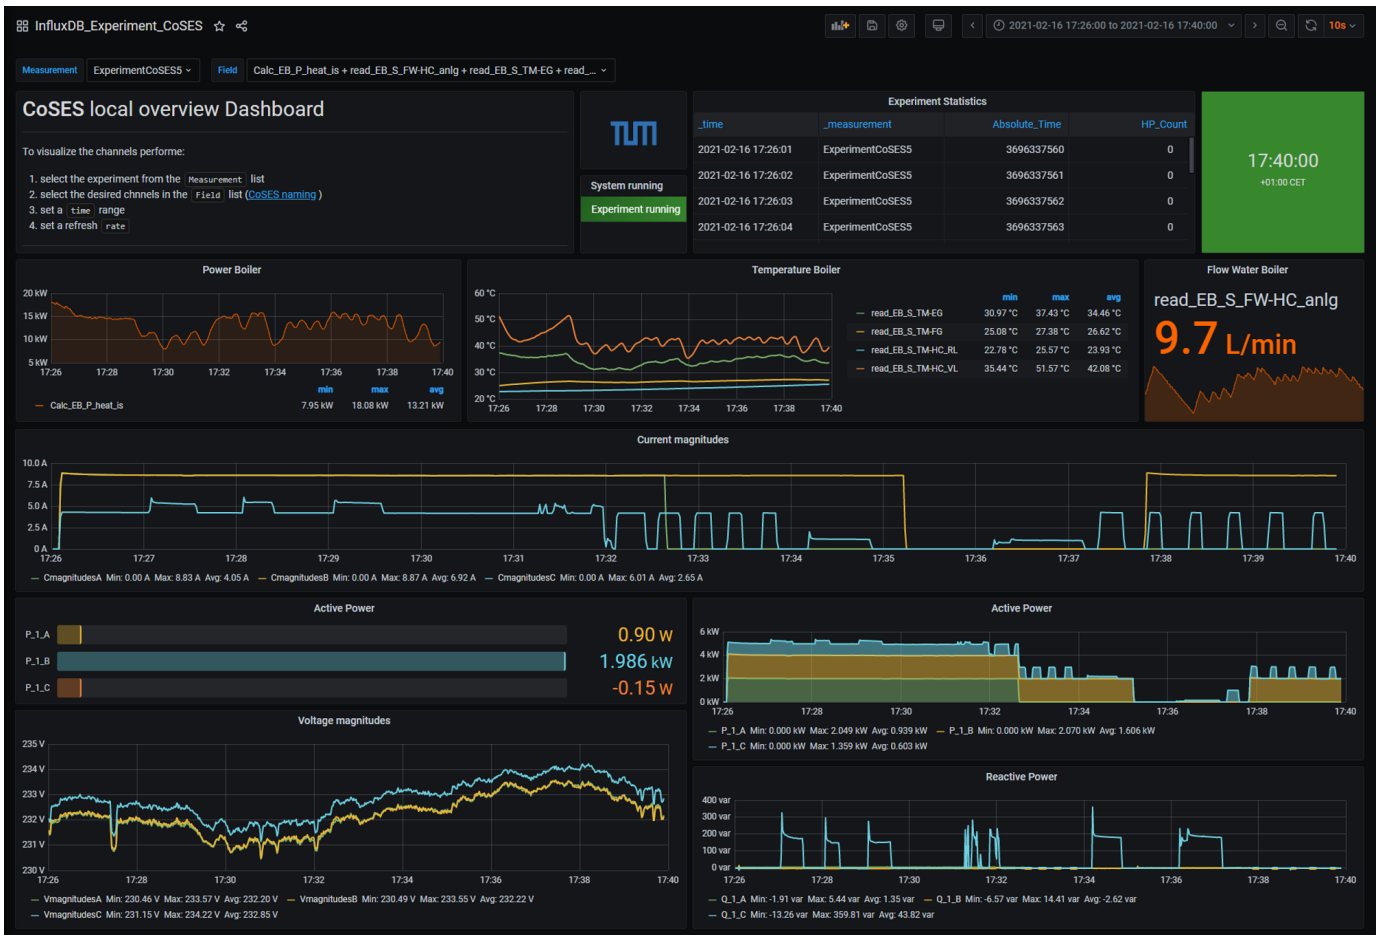 InfluxDB_Experiment_CoSES
2021-02-16 17:26:00 to 2021-02-16 17:40:00
10s
Measurement ExperimentCoSES5 Field Calc_EB_P_heat_is + read_EB_S_FW-HC_anlg + read_EB_S_TM-EG + read_...
CoSES local overview Dashboard
To visualize the channels performe:
1. select the experiment from the Measurement list
2. select the desired chnnels in the Field list (CoSES naming )
3. set a time range
4. set a refresh rate
TUM
System running
Experiment running
Experiment Statistics
_time _measurement Absolute_Time HP_Count
2021-02-16 17:26:01 ExperimentCoSES5 3696337560 0
2021-02-16 17:26:02 ExperimentCoSES5 3696337561 0
2021-02-16 17:26:03 ExperimentCoSES5 3696337562 0
2021-02-16 17:26:04 ExperimentCoSES5 3696337563 0
17:40:00
+01:00 CET
Power Boiler
20 kW
15 kW
10 kW
5 kW
17:26 17:28 17:30 17:32 17:34 17:36 17:38 17:40
min max avg
Calc_EB_P_heat_is 7.95 kW 18.08 kW 13.21 kW
Temperature Boiler
60 °C
50 °C
40 °C
30 °C
20 °C
17:26 17:28 17:30 17:32 17:34 17:36 17:38 17:40
min max avg
read_EB_S_TM-EG 30.97 °C 37.43 °C 34.46 °C
read_EB_S_TM-FG 25.08 °C 27.38 °C 26.62 °C
read_EB_S_TM-HC_RL 22.78 °C 25.57 °C 23.93 °C
read_EB_S_TM-HC_VL 35.44 °C 51.57 °C 42.08 °C
Flow Water Boiler
read_EB_S_FW-HC_anlg
9.7 L/min
Current magnitudes
10.0 A
7.5 A
5.0 A
2.5 A
0 A
17:26 17:27 17:28 17:29 17:30 17:31 17:32 17:33 17:34 17:35 17:36 17:37 17:38 17:39 17:40
CmagnitudesA Min: 0.00 A Max: 8.83 A Avg: 4.05 A CmagnitudesB Min: 0.00 A Max: 8.87 A Avg: 6.92 A CmagnitudesC Min: 0.00 A Max: 6.01 A Avg: 2.65 A
Active Power
P_1_A 0.90 W
P_1_B 1.986 kW
P_1_C -0.15 W
Active Power
6 kW
4 kW
2 kW
0 kW
17:26 17:28 17:30 17:32 17:34 17:36 17:38 17:40
P_1_A Min: 0.000 kW Max: 2.049 kW Avg: 0.939 kW P_1_B Min: 0.000 kW Max: 2.070 kW Avg: 1.606 kW
P_1_C Min: 0.000 kW Max: 1.359 kW Avg: 0.603 kW
Voltage magnitudes
235 V
234 V
233 V
232 V
231 V
230 V
17:26 17:28 17:30 17:32 17:34 17:36 17:38 17:40
VmagnitudesA Min: 230.46 V Max: 233.57 V Avg: 232.20 V VmagnitudesB Min: 230.49 V Max: 233.55 V Avg: 232.22 V
VmagnitudesC Min: 231.15 V Max: 234.22 V Avg: 232.85 V
Reactive Power
400 var
300 var
200 var
100 var
0 var
17:26 17:28 17:30 17:32 17:34 17:36 17:38 17:40
Q_1_A Min: -1.91 var Max: 5.44 var Avg: 1.35 var Q_1_B Min: -6.57 var Max: 14.41 var Avg: -2.62 var
Q_1_C Min: -13.26 var Max: 359.81 var Avg: 43.82 var